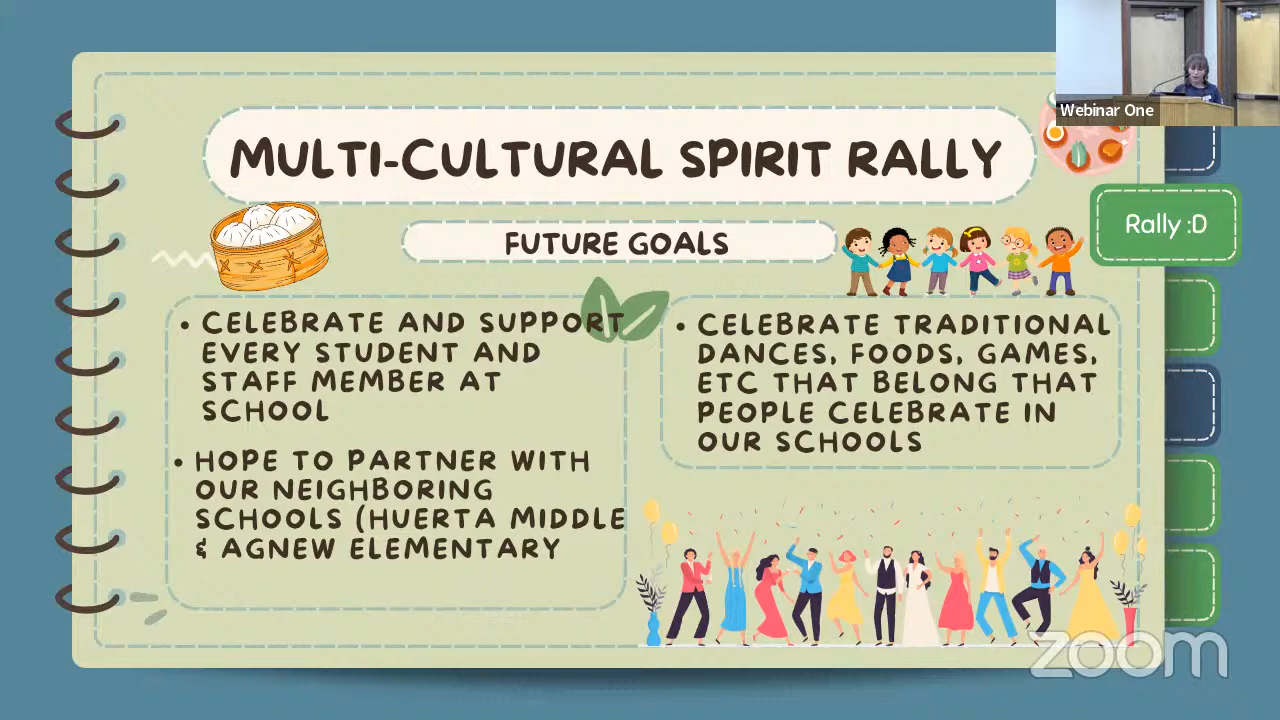 Webinar One
MULTI-CULTURAL SPIRIT RALLY
Rally :D
FUTURE GOALS
• CELEBRATE AND SUPPORT
EVERY STUDENT AND
STAFF MEMBER AT
SCHOOL
• HOPE TO PARTNER WITH
OUR NEIGHBORING
SCHOOLS (HUERTA MIDDLE
& AGNEW ELEMENTARY
• CELEBRATE TRADITIONAL
DANCES, FOODS, GAMES,
ETC THAT BELONG THAT
PEOPLE CELEBRATE IN
OUR SCHOOLS
zoom